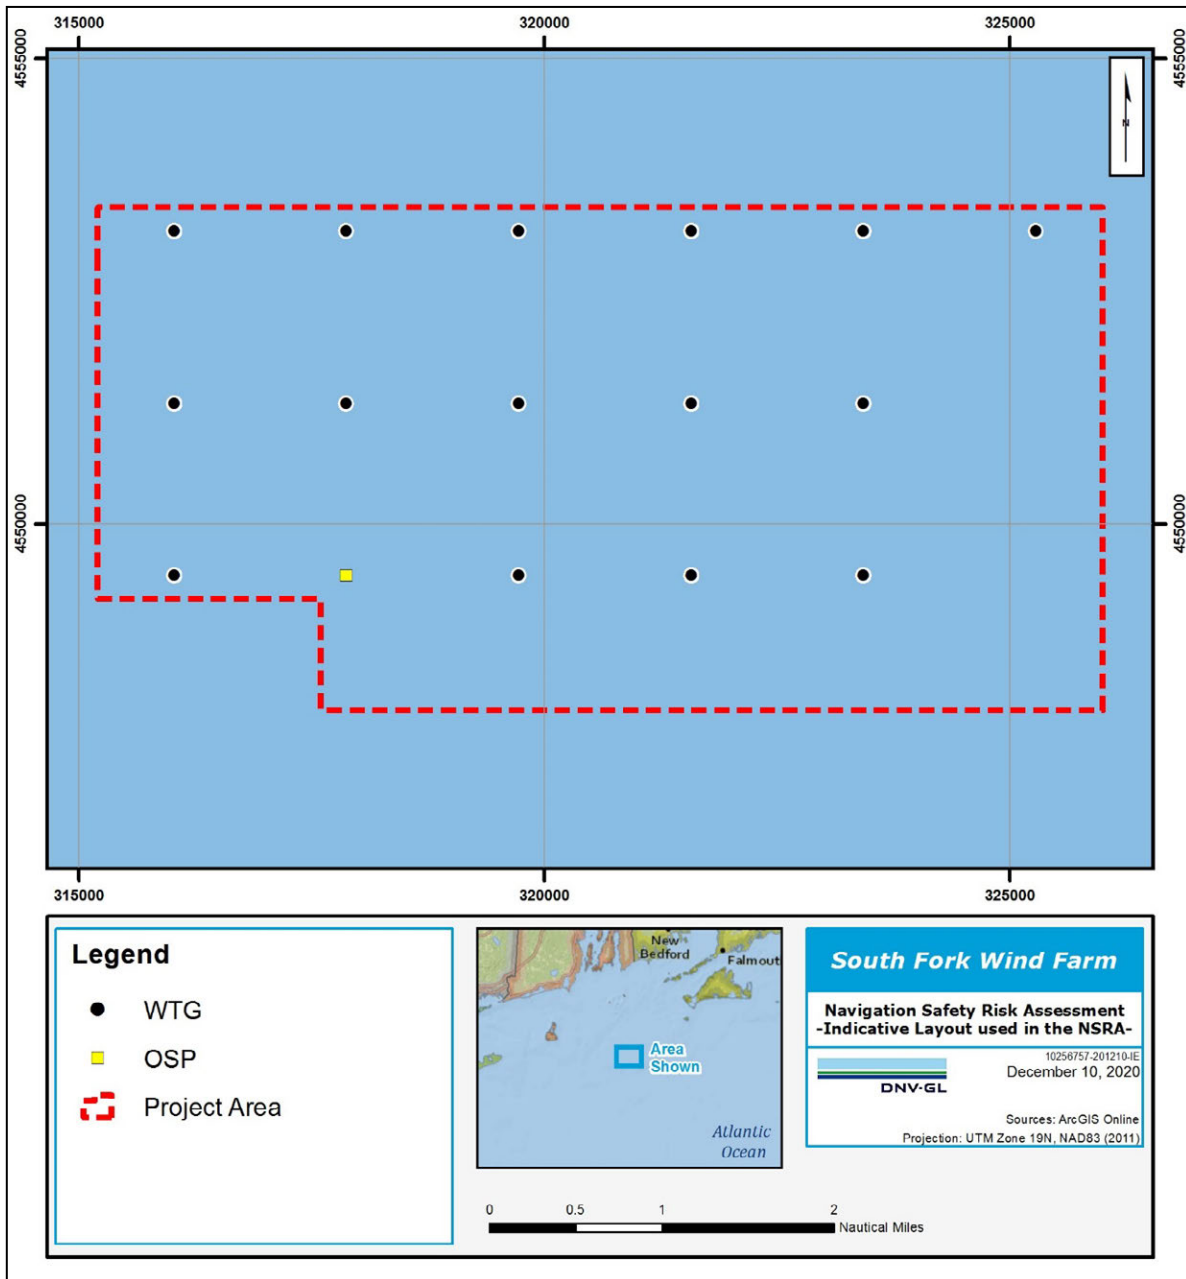 315000 320000 325000
4555000 4555000
N
4550000 4550000
315000 320000 325000
Legend
WTG
OSP
Project Area
New
Bedford
Falmout
Area
Shown
Atlantic
Ocean
0 0.5 1 2
Nautical Miles
South Fork Wind Farm
Navigation Safety Risk Assessment
-Indicative Layout used in the NSRA-
10256757-201210-IE
December 10, 2020
DNV·GL
Sources: ArcGIS Online
Projection: UTM Zone 19N, NAD83 (2011)